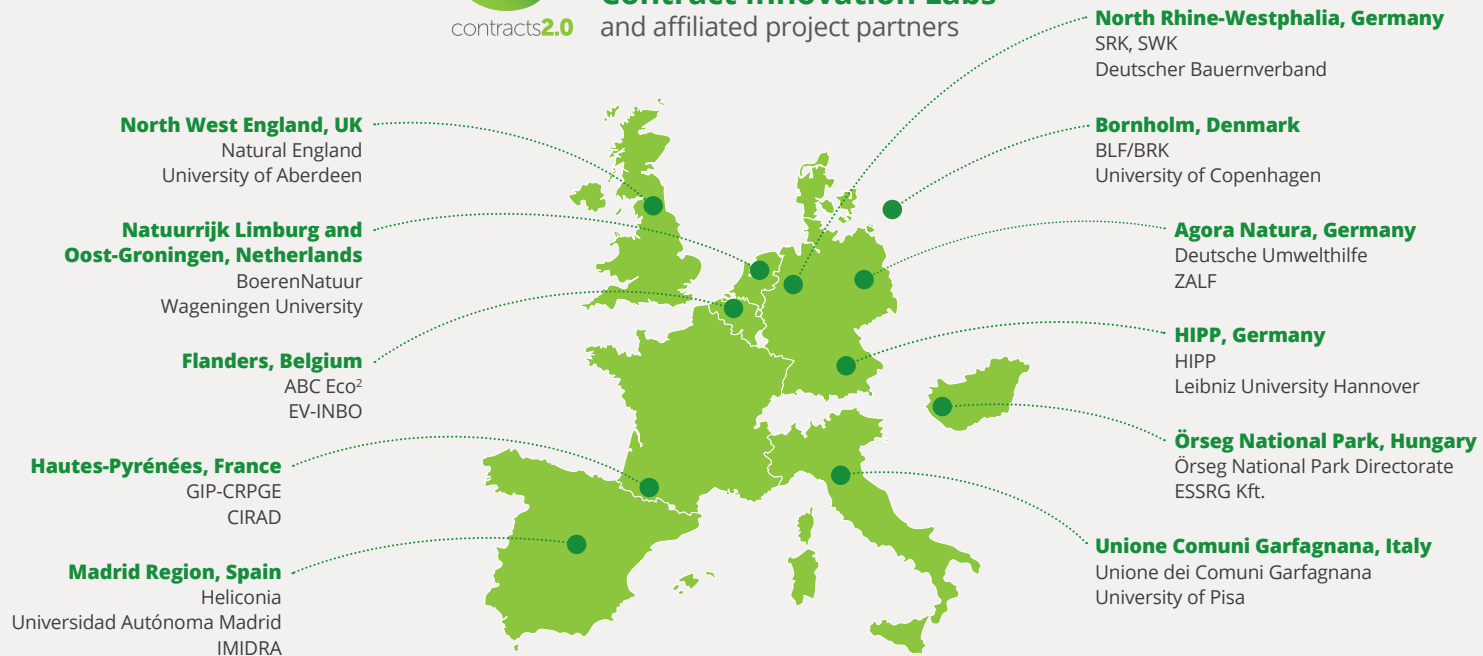 Contract Innovation Labs
contracts2.0
and affiliated project partners
North West England, UK
Natural England
University of Aberdeen
Natuurrijk Limburg and
Oost-Groningen, Netherlands
BoerenNatuur
Wageningen University
Flanders, Belgium
ABC Eco²
EV-INBO
Hautes-Pyrénées, France
GIP-CRPGE
CIRAD
Madrid Region, Spain
Heliconia
Universidad Autónoma Madrid
IMIDRA
North Rhine-Westphalia, Germany
SRK, SWK
Deutscher Bauernverband
Bornholm, Denmark
BLF/BRK
University of Copenhagen
Agora Natura, Germany
Deutsche Umwelthilfe
ZALF
HIPP, Germany
HIPP
Leibniz University Hannover
Örseg National Park, Hungary
Örseg National Park Directorate
ESSRG Kft.
Unione Comuni Garfagnana, Italy
Unione dei Comuni Garfagnana
University of Pisa